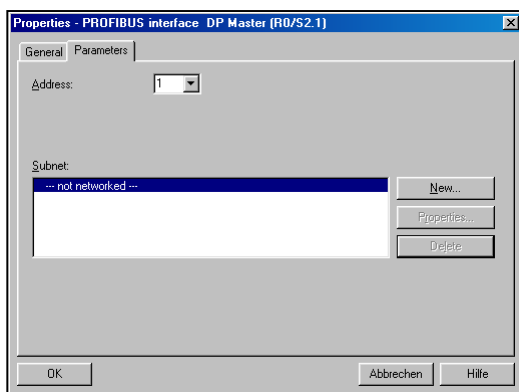 Properties - PROFIBUS interface DP Master (R0/S2.1)
General Parameters
Address: 1
Subnet:
--- not networked ---
New...
Properties...
Delete
OK Abbrechen Hilfe